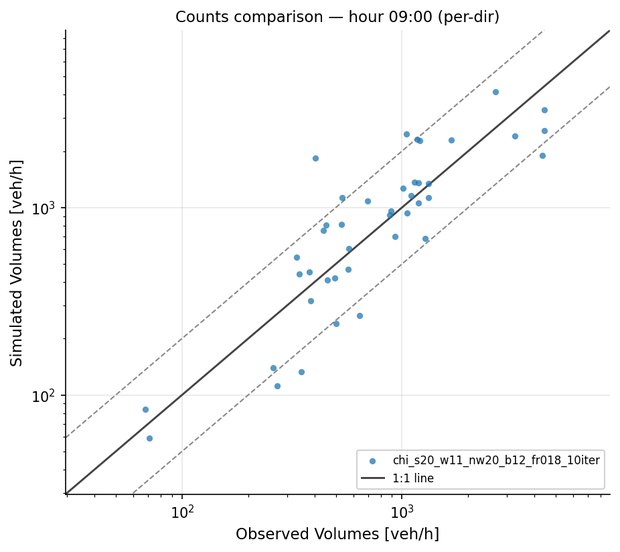 Counts comparison — hour 09:00 (per-dir)
Simulated Volumes [veh/h]
10³
10²
10²
10³
Observed Volumes [veh/h]
chi_s20_w11_nw20_b12_fr018_10iter
1:1 line